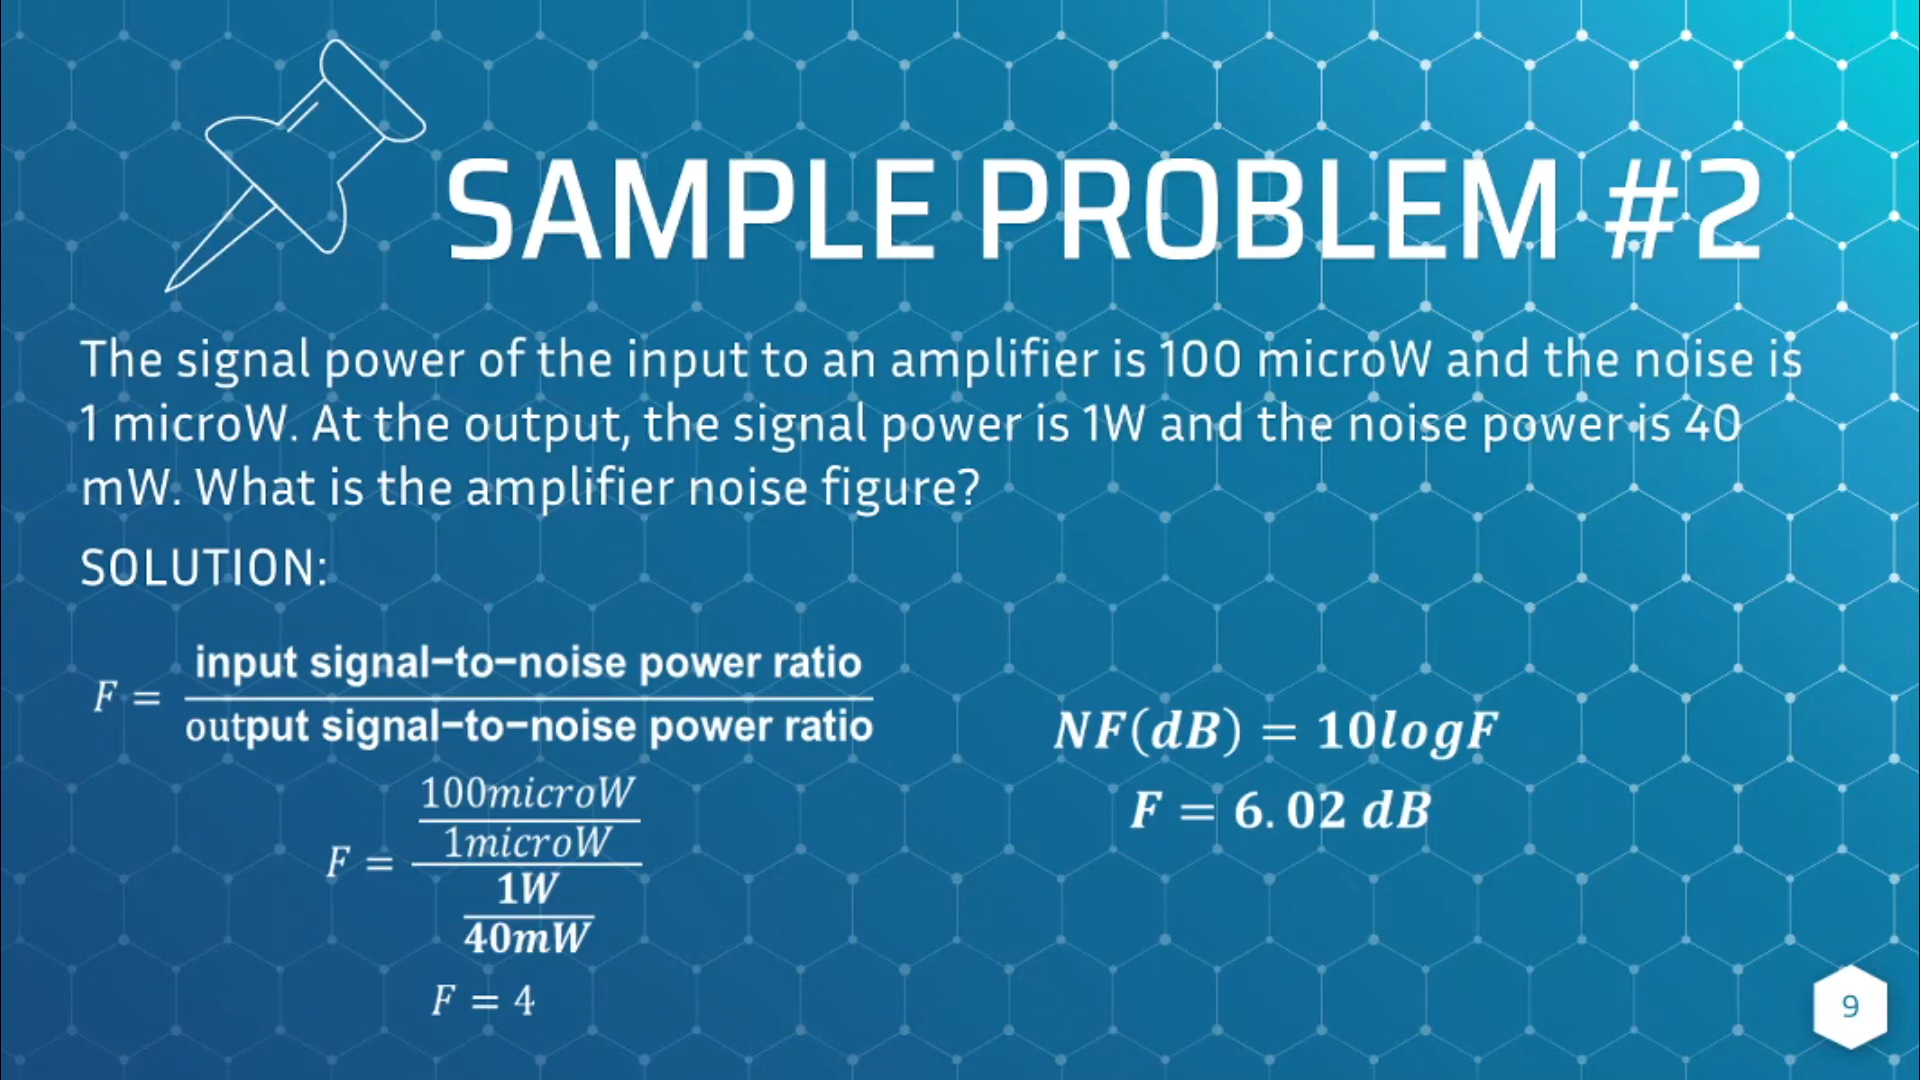 SAMPLE PROBLEM #2
The signal power of the input to an amplifier is 100 microW and the noise is
1 microW. At the output, the signal power is 1W and the noise power is 40
mW. What is the amplifier noise figure?
SOLUTION:
F = input signal−to−noise power ratio / output signal−to−noise power ratio
F = (100microW / 1microW) / (1W / 40mW)
F = 4
NF(dB) = 10logF
F = 6.02 dB
9